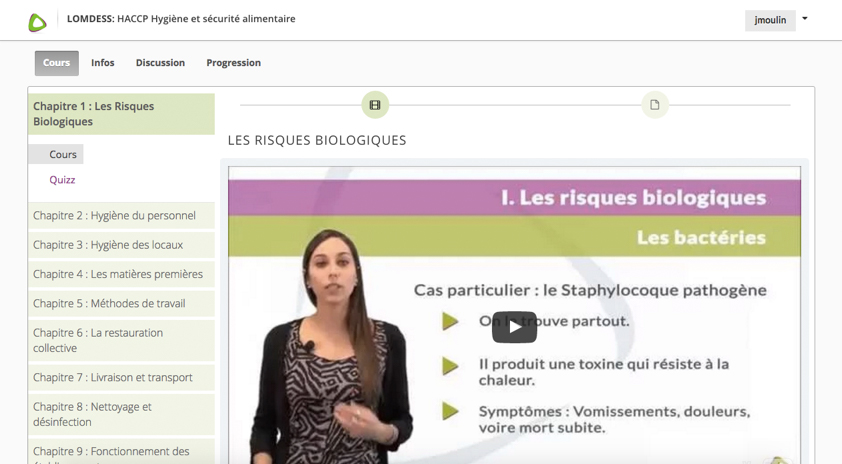 LOMDESS: HACCP Hygiène et sécurité alimentaire
jmoulin
Cours Infos Discussion Progression
Chapitre 1 : Les Risques
Biologiques
Cours
Quizz
Chapitre 2 : Hygiène du personnel
Chapitre 3 : Hygiène des locaux
Chapitre 4 : Les matières premières
Chapitre 5 : Méthodes de travail
Chapitre 6 : La restauration
collective
Chapitre 7 : Livraison et transport
Chapitre 8 : Nettoyage et
désinfection
Chapitre 9 : Fonctionnement des
LES RISQUES BIOLOGIQUES
I. Les risques biologiques
Les bactéries
Cas particulier : le Staphylocoque pathogène
On le trouve partout.
Il produit une toxine qui résiste à la
chaleur.
Symptômes : Vomissements, douleurs,
voire mort subite.